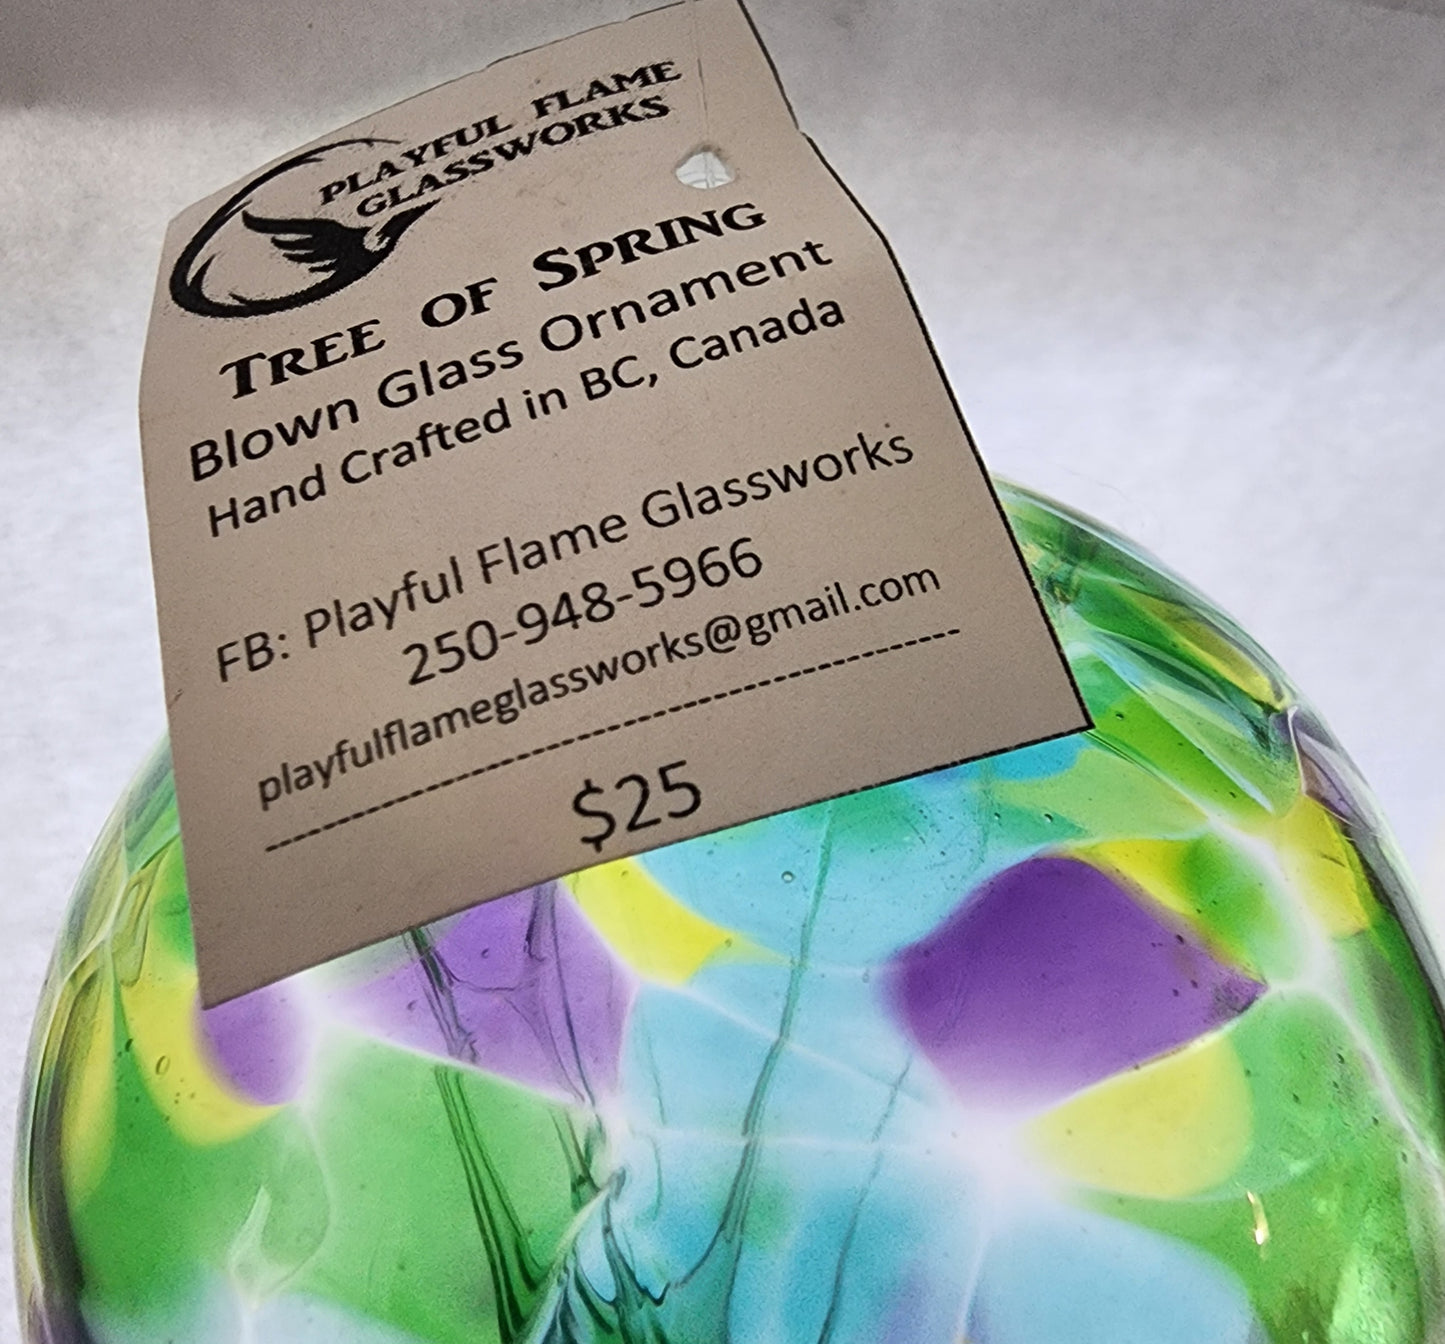 PLAYFUL FLAME
GLASSWORKS
TREE OF SPRING
Blown Glass Ornament
Hand Crafted in BC, Canada
FB: Playful Flame Glassworks
250-948-5966
playfulflameglassworks@gmail.com
------------------------------------------------
$25